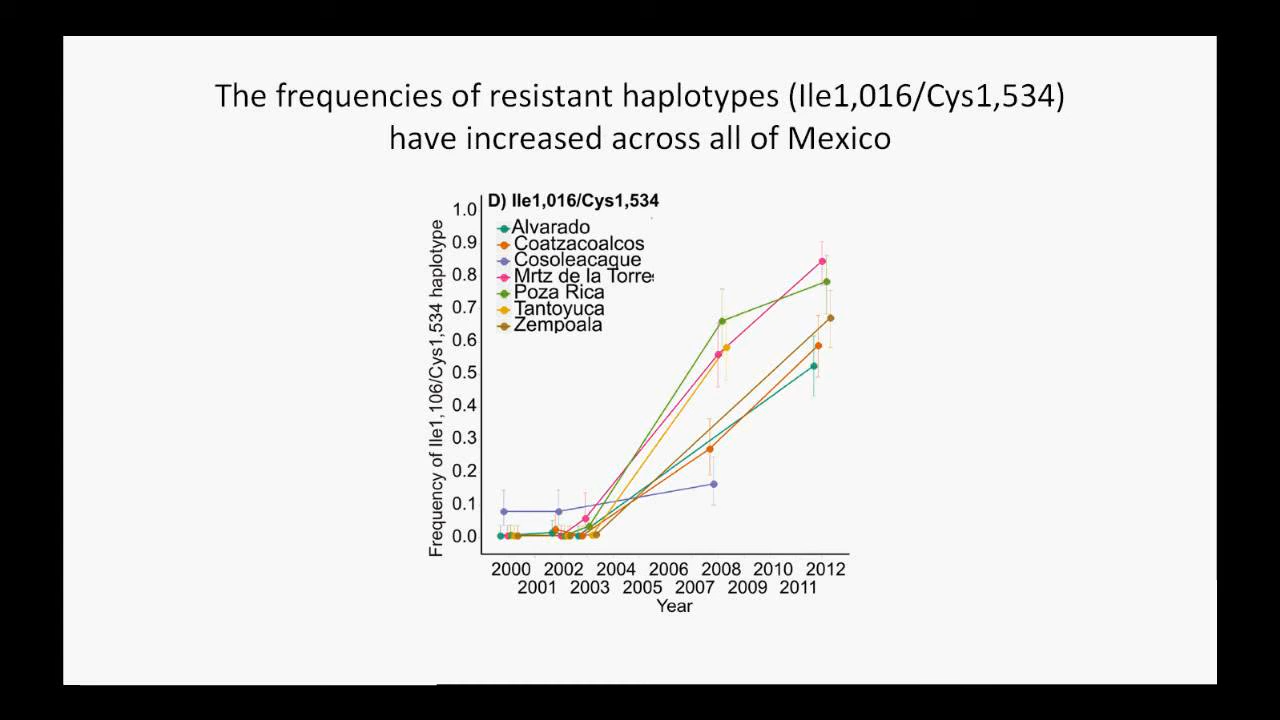 The frequencies of resistant haplotypes (Ile1,016/Cys1,534)
have increased across all of Mexico
D) Ile1,016/Cys1,534
Frequency of Ile1,106/Cys1,534 haplotype
1.0
0.9
0.8
0.7
0.6
0.5
0.4
0.3
0.2
0.1
0.0
Alvarado
Coatzacoalcos
Cosoleacaque
Mrtz de la Torre
Poza Rica
Tantoyuca
Zempoala
2000 2002 2004 2006 2008 2010 2012
2001 2003 2005 2007 2009 2011
Year